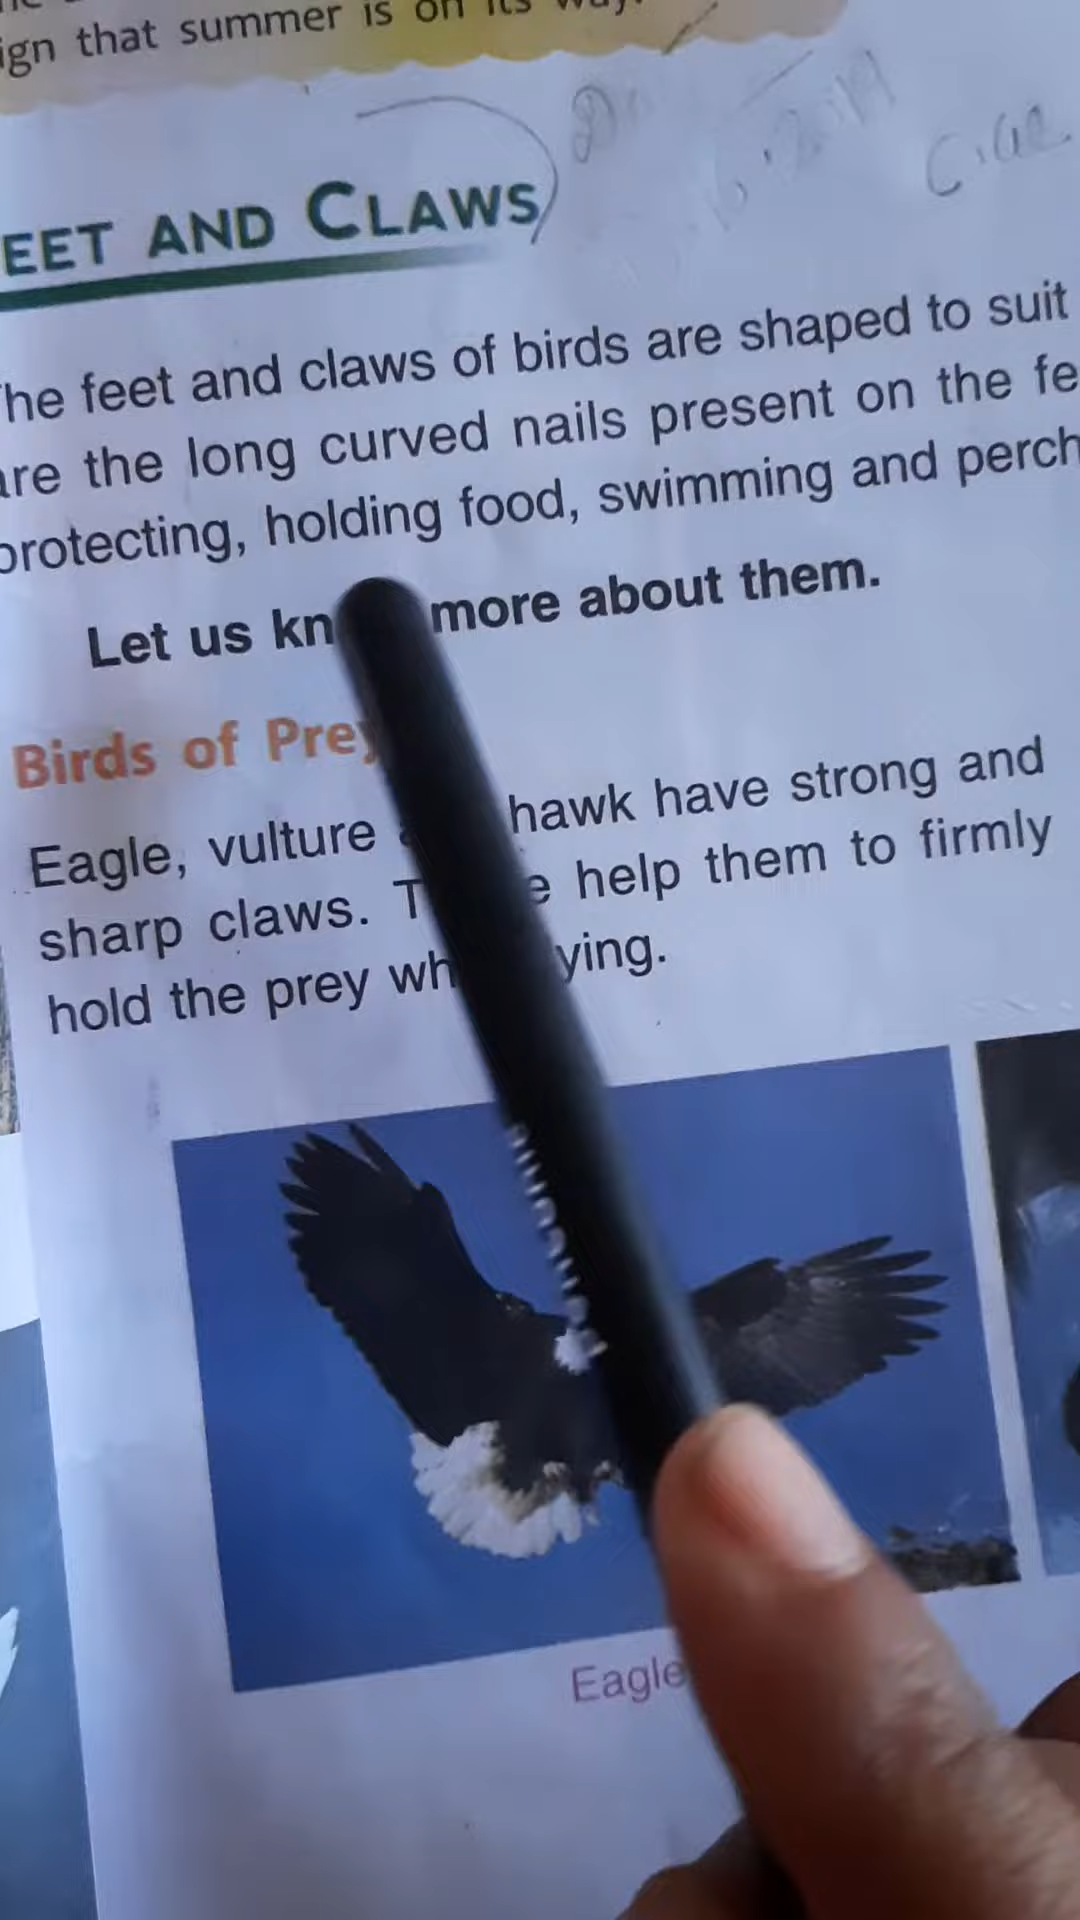 ign that summer is on its way.
EET AND CLAWS
he feet and claws of birds are shaped to suit
are the long curved nails present on the fe
protecting, holding food, swimming and perch
Let us kn more about them.
Birds of Prey
Eagle, vulture hawk have strong and
sharp claws. T e help them to firmly
hold the prey wh ying.
Eagle